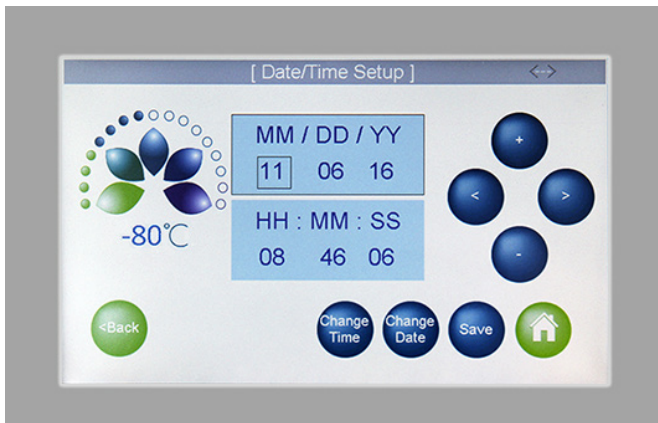 [ Date/Time Setup ] <-->
MM / DD / YY
11 06 16
HH : MM : SS
08 46 06
-80℃
+
<
>
-
<Back
Change
Time
Change
Date
Save